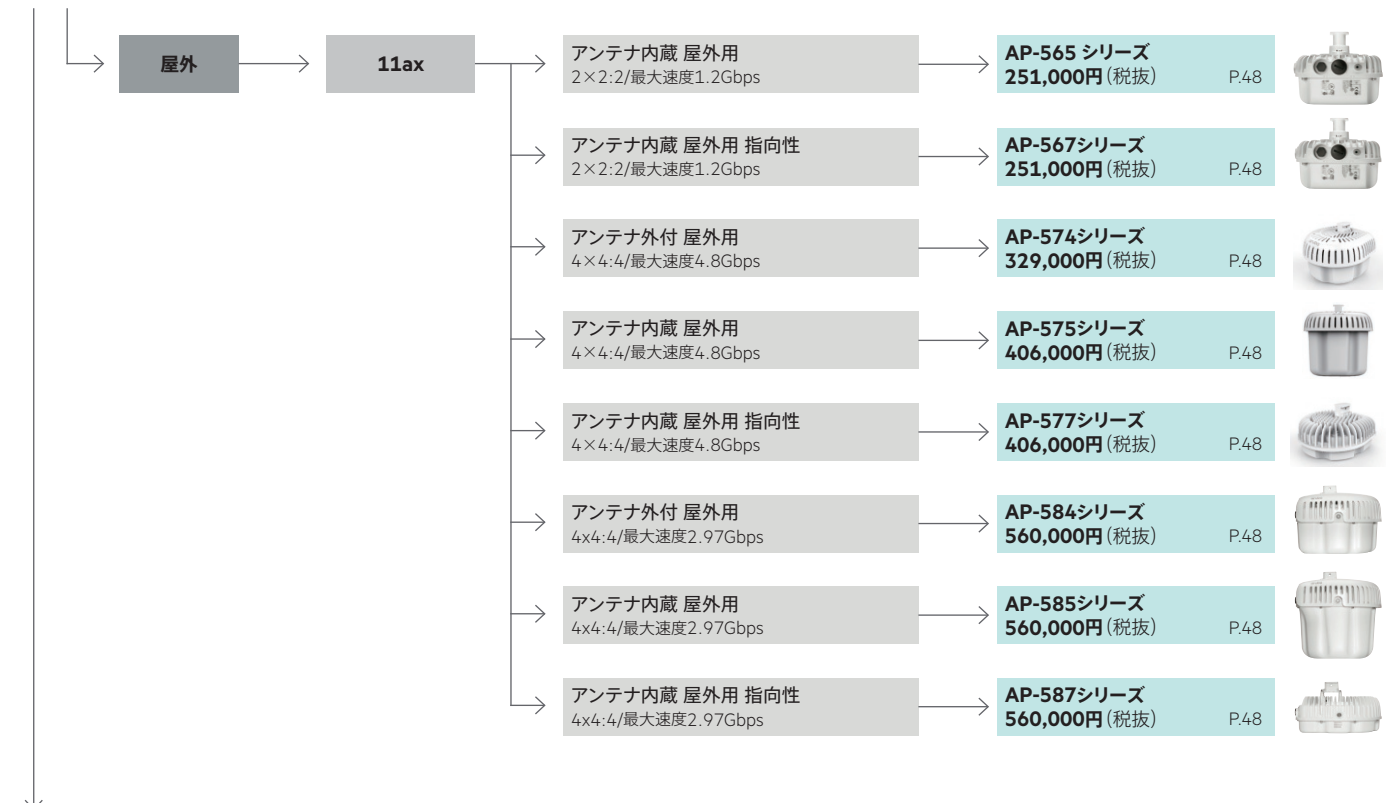 屋外
11ax
アンテナ内蔵 屋外用
2×2:2/最大速度1.2Gbps
AP-565 シリーズ
251,000円(税抜) P.48
アンテナ内蔵 屋外用 指向性
2×2:2/最大速度1.2Gbps
AP-567シリーズ
251,000円(税抜) P.48
アンテナ外付 屋外用
4×4:4/最大速度4.8Gbps
AP-574シリーズ
329,000円(税抜) P.48
アンテナ内蔵 屋外用
4×4:4/最大速度4.8Gbps
AP-575シリーズ
406,000円(税抜) P.48
アンテナ内蔵 屋外用 指向性
4×4:4/最大速度4.8Gbps
AP-577シリーズ
406,000円(税抜) P.48
アンテナ外付 屋外用
4x4:4/最大速度2.97Gbps
AP-584シリーズ
560,000円(税抜) P.48
アンテナ内蔵 屋外用
4x4:4/最大速度2.97Gbps
AP-585シリーズ
560,000円(税抜) P.48
アンテナ内蔵 屋外用 指向性
4x4:4/最大速度2.97Gbps
AP-587シリーズ
560,000円(税抜) P.48